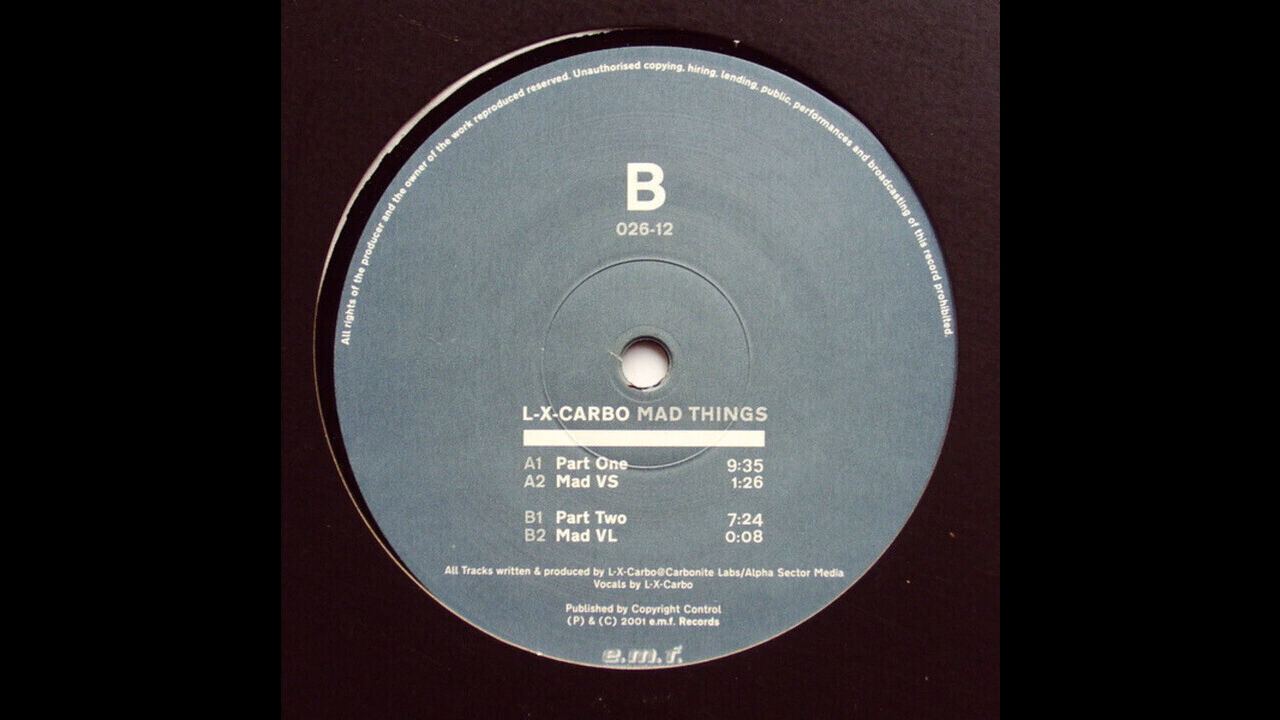 All rights of the producer and the owner of the work reproduced reserved. Unauthorised copying, hiring, lending, public, performances and broadcasting of this record prohibited.
B
026-12
L-X-CARBO MAD THINGS
A1 Part One 9:35
A2 Mad VS 1:26
B1 Part Two 7:24
B2 Mad VL 0:08
All Tracks written & produced by L-X-Carbo@Carbonite Labs/Alpha Sector Media
Vocals by L-X-Carbo
Published by Copyright Control
(P) & (C) 2001 e.m.f. Records
e.m.f.